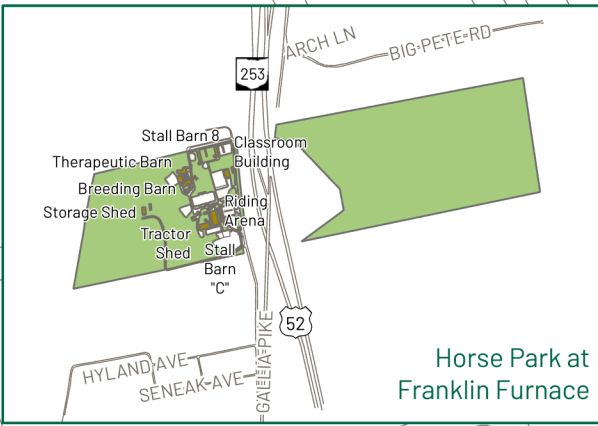 ARCH LN
BIG PETE RD
253
Stall Barn 8
Classroom
Building
Therapeutic Barn
Breeding Barn
Storage Shed
Riding
Arena
Tractor
Shed
Stall
Barn
"C"
52
GALLIA PIKE
HYLAND AVE
SENEAK AVE
Horse Park at
Franklin Furnace